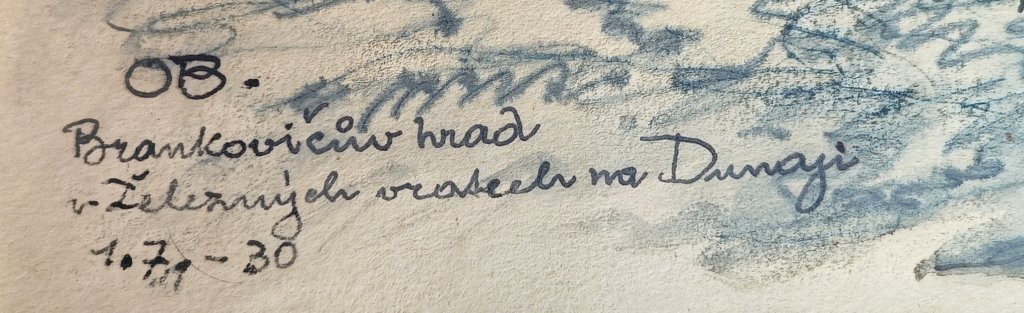 OB.
Brankovičův hrad
v Železných vratech na Dunaji
1. 7. - 30